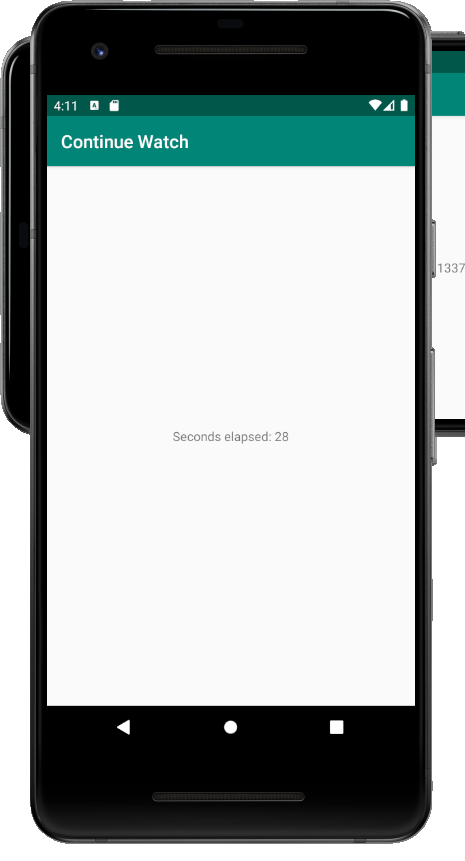 4:11
Continue Watch
1337
Seconds elapsed: 28